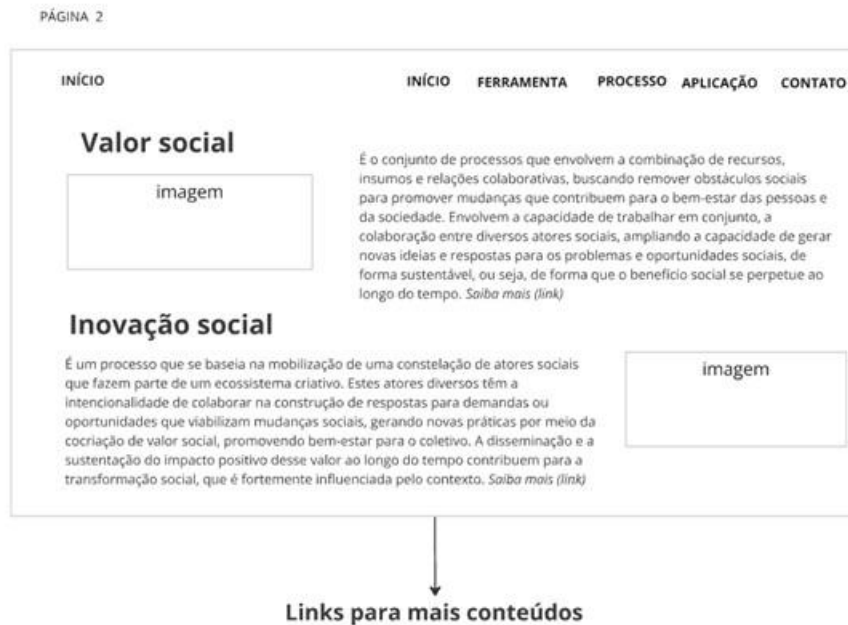 PÁGINA 2
INÍCIO INÍCIO FERRAMENTA PROCESSO APLICAÇÃO CONTATO
Valor social
imagem
É o conjunto de processos que envolvem a combinação de recursos,
insumos e relações colaborativas, buscando remover obstáculos sociais
para promover mudanças que contribuem para o bem-estar das pessoas e
da sociedade. Envolvem a capacidade de trabalhar em conjunto, a
colaboração entre diversos atores sociais, ampliando a capacidade de gerar
novas ideias e respostas para os problemas e oportunidades sociais, de
forma sustentável, ou seja, de forma que o benefício social se perpetue ao
longo do tempo. Saiba mais (link)
Inovação social
É um processo que se baseia na mobilização de uma constelação de atores sociais
que fazem parte de um ecossistema criativo. Estes atores diversos têm a
intencionalidade de colaborar na construção de respostas para demandas ou
oportunidades que viabilizam mudanças sociais, gerando novas práticas por meio da
cocriação de valor social, promovendo bem-estar para o coletivo. A disseminação e a
sustentação do impacto positivo desse valor ao longo do tempo contribuem para a
transformação social, que é fortemente influenciada pelo contexto. Saiba mais (link)
imagem
Links para mais conteúdos